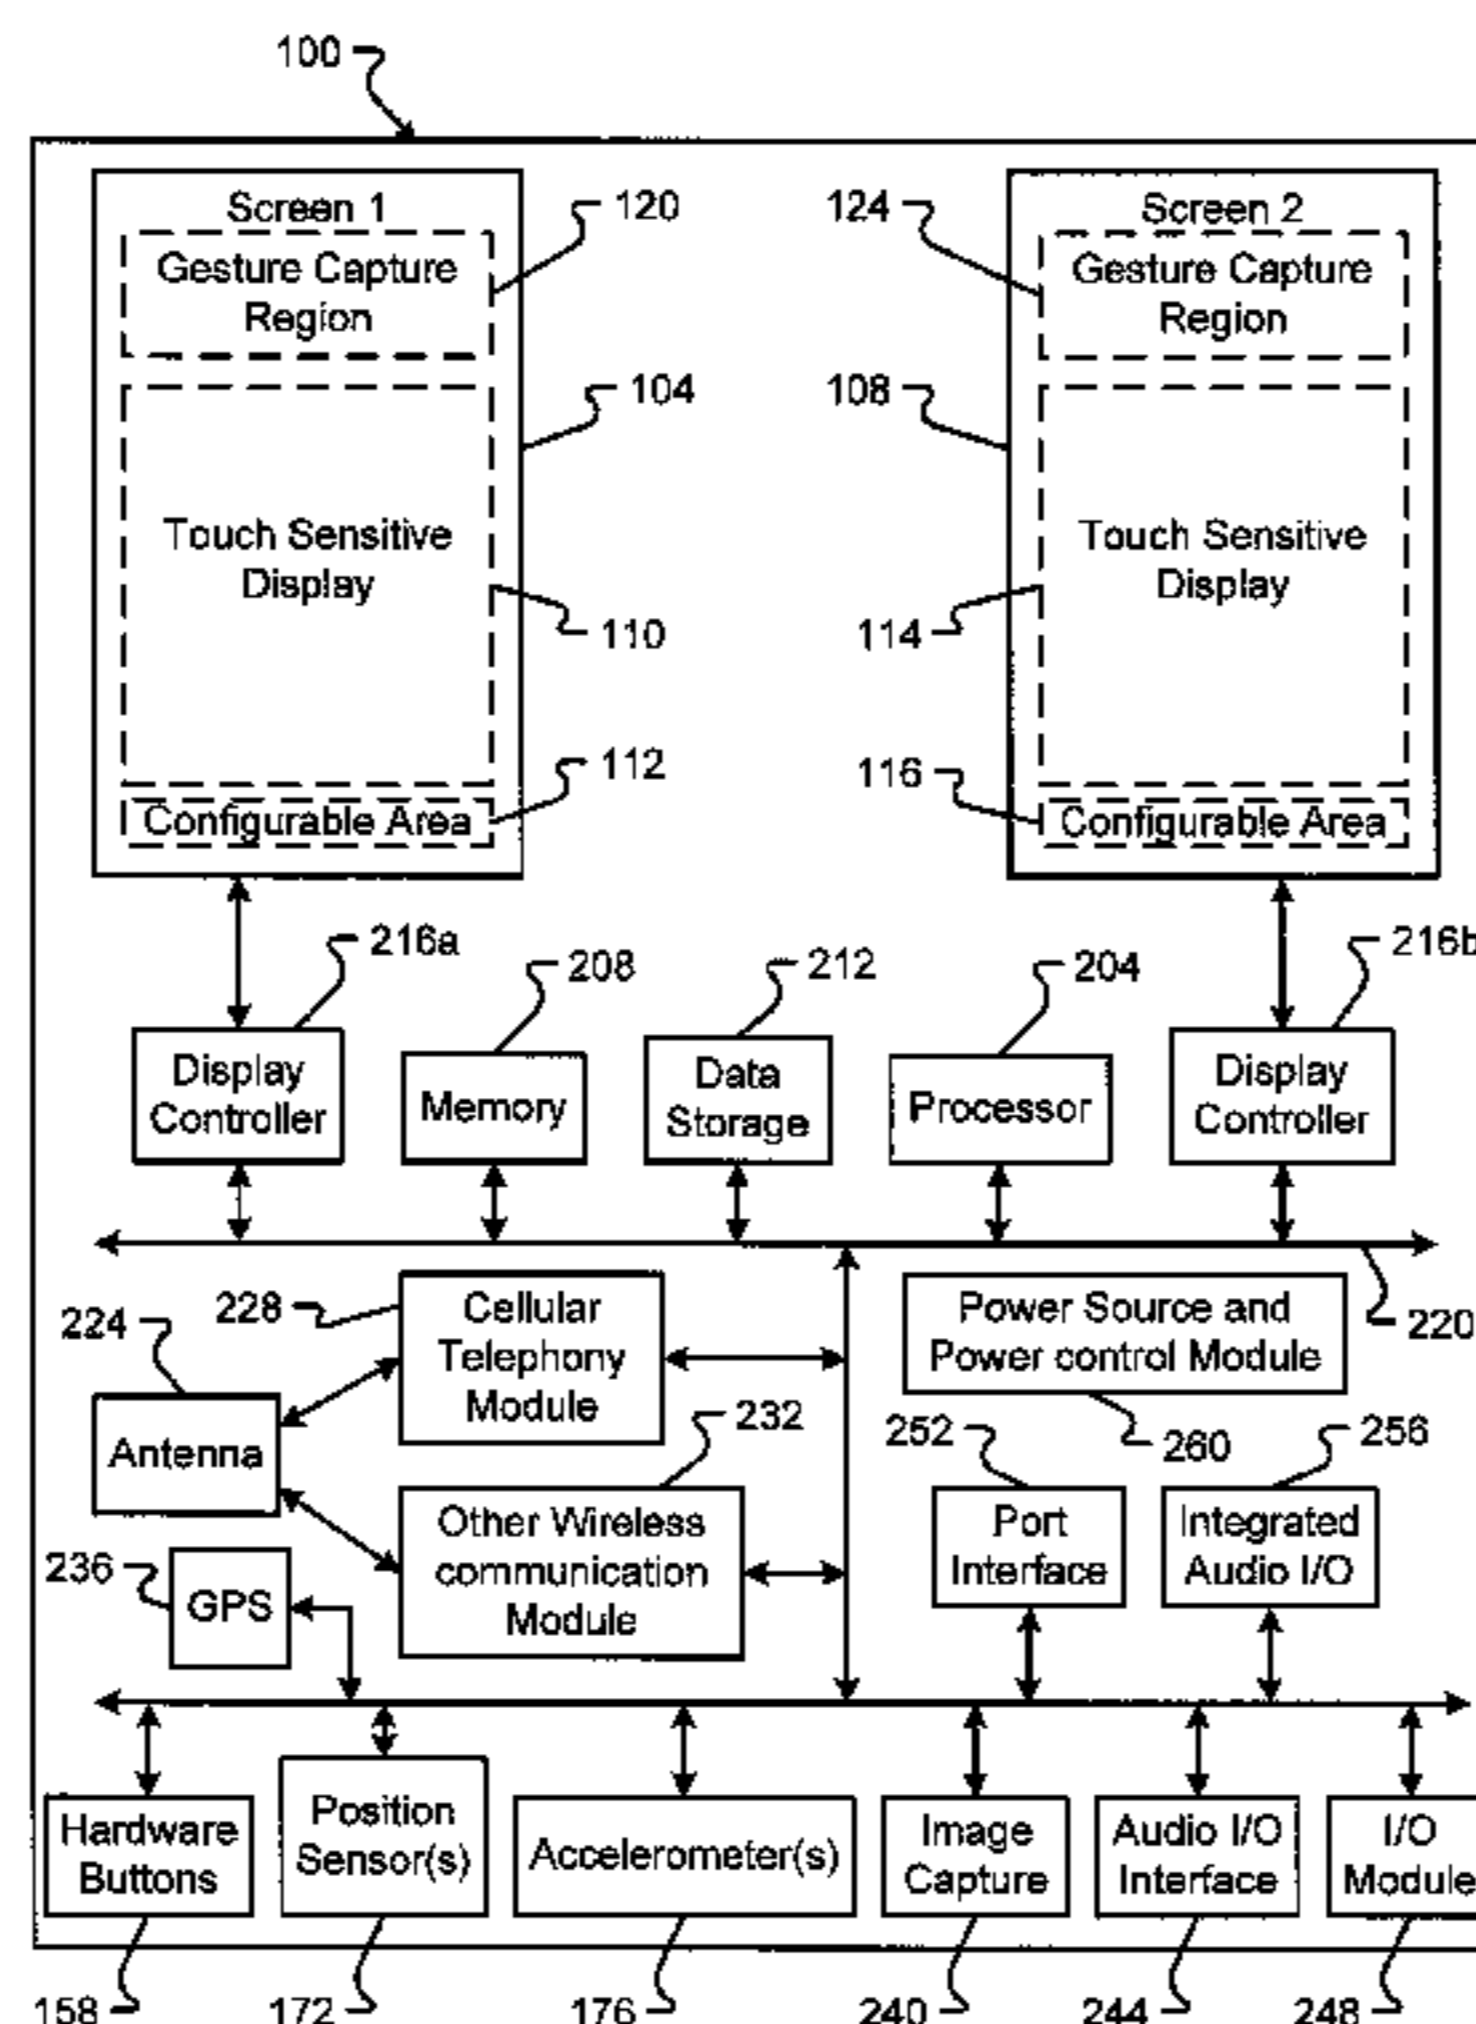 100
Screen 1
Gesture Capture
Region
120
104
Touch Sensitive
Display
110
112
Configurable Area
Screen 2
124
Gesture Capture
Region
108
Touch Sensitive
Display
114
116
Configurable Area
216a
208
212
204
216b
Display
Controller
Memory
Data
Storage
Processor
Display
Controller
220
228
Cellular
Telephony
Module
Power Source and
Power control Module
260
224
Antenna
232
Other Wireless
communication
Module
252
Port
Interface
256
Integrated
Audio I/O
236
GPS
Hardware
Buttons
Position
Sensor(s)
Accelerometer(s)
Image
Capture
Audio I/O
Interface
I/O
Module
158
172
176
240
244
248